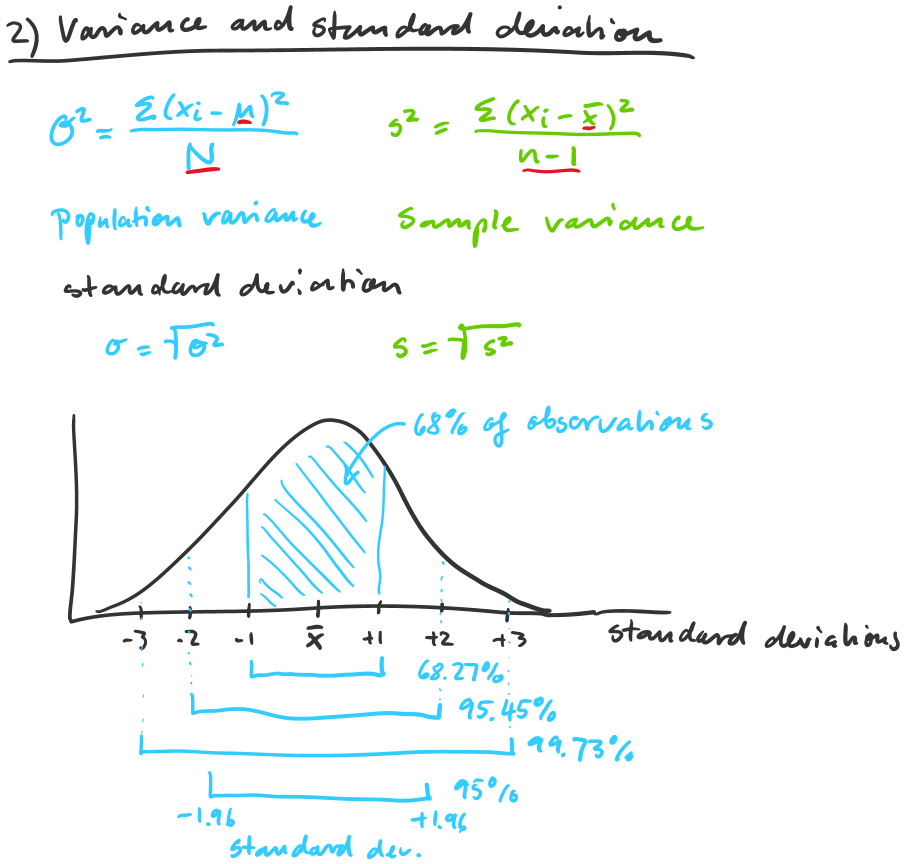 2) Variance and standard deviation
σ² = Σ(xi - μ)² / N
s² = Σ(xi - x̄)² / n-1
Population variance
Sample variance
standard deviation
σ = √σ²
s = √s²
68% of observations
-3 -2 -1 x̄ +1 +2 +3
standard deviations
68.27%
95.45%
99.73%
95%
-1.96 +1.96
standard dev.